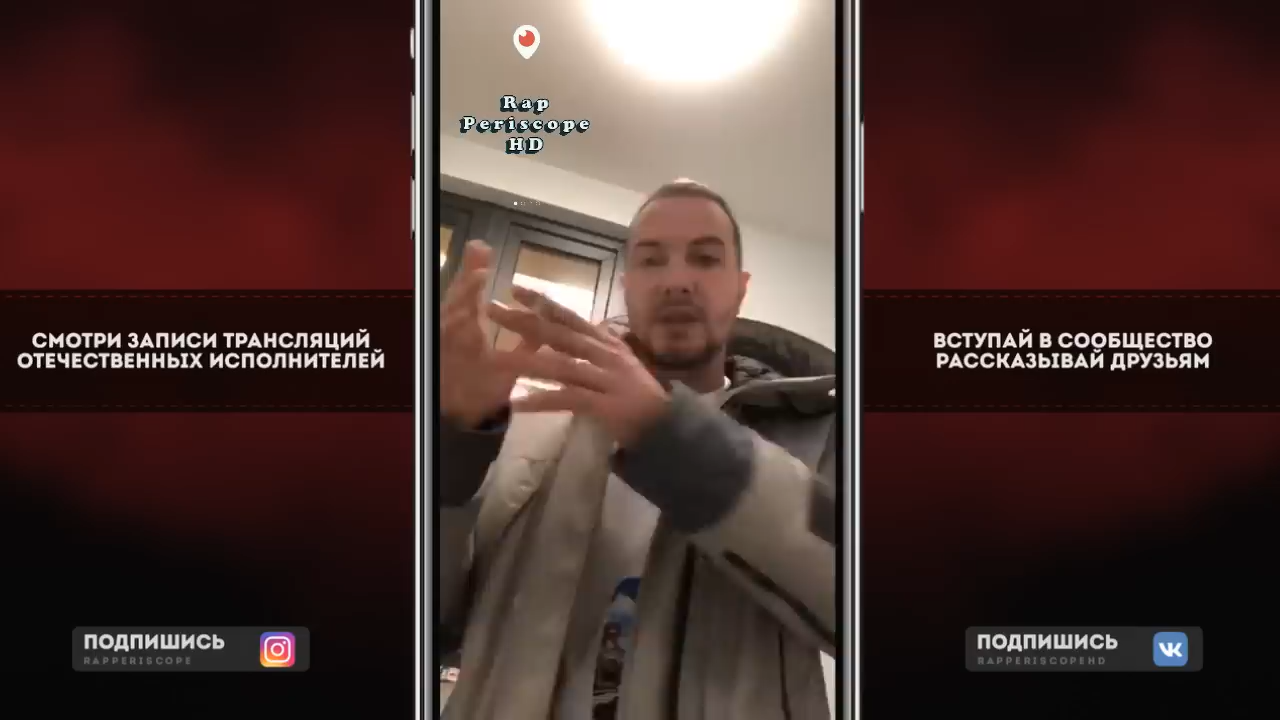 Rap
Periscope
HD
СМОТРИ ЗАПИСИ ТРАНСЛЯЦИЙ
ОТЕЧЕСТВЕННЫХ ИСПОЛНИТЕЛЕЙ
ВСТУПАЙ В СООБЩЕСТВО
РАССКАЗЫВАЙ ДРУЗЬЯМ
ПОДПИШИСЬ
RAPPERISCOPE
ПОДПИШИСЬ
RAPPERISCOPEHD